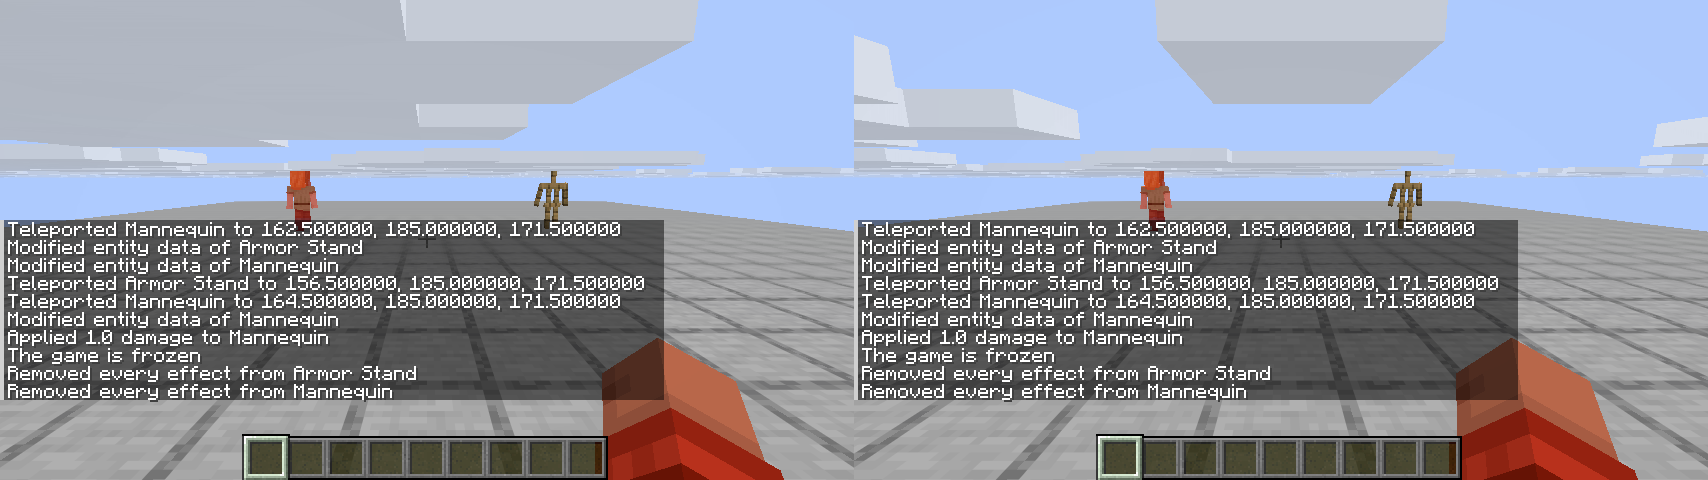 Teleported Mannequin to 162.500000, 185.000000, 171.500000
Modified entity data of Armor Stand
Modified entity data of Mannequin
Teleported Armor Stand to 156.500000, 185.000000, 171.500000
Teleported Mannequin to 164.500000, 185.000000, 171.500000
Modified entity data of Mannequin
Applied 1.0 damage to Mannequin
The game is frozen
Removed every effect from Armor Stand
Removed every effect from Mannequin
Teleported Mannequin to 162.500000, 185.000000, 171.500000
Modified entity data of Armor Stand
Modified entity data of Mannequin
Teleported Armor Stand to 156.500000, 185.000000, 171.500000
Teleported Mannequin to 164.500000, 185.000000, 171.500000
Modified entity data of Mannequin
Applied 1.0 damage to Mannequin
The game is frozen
Removed every effect from Armor Stand
Removed every effect from Mannequin